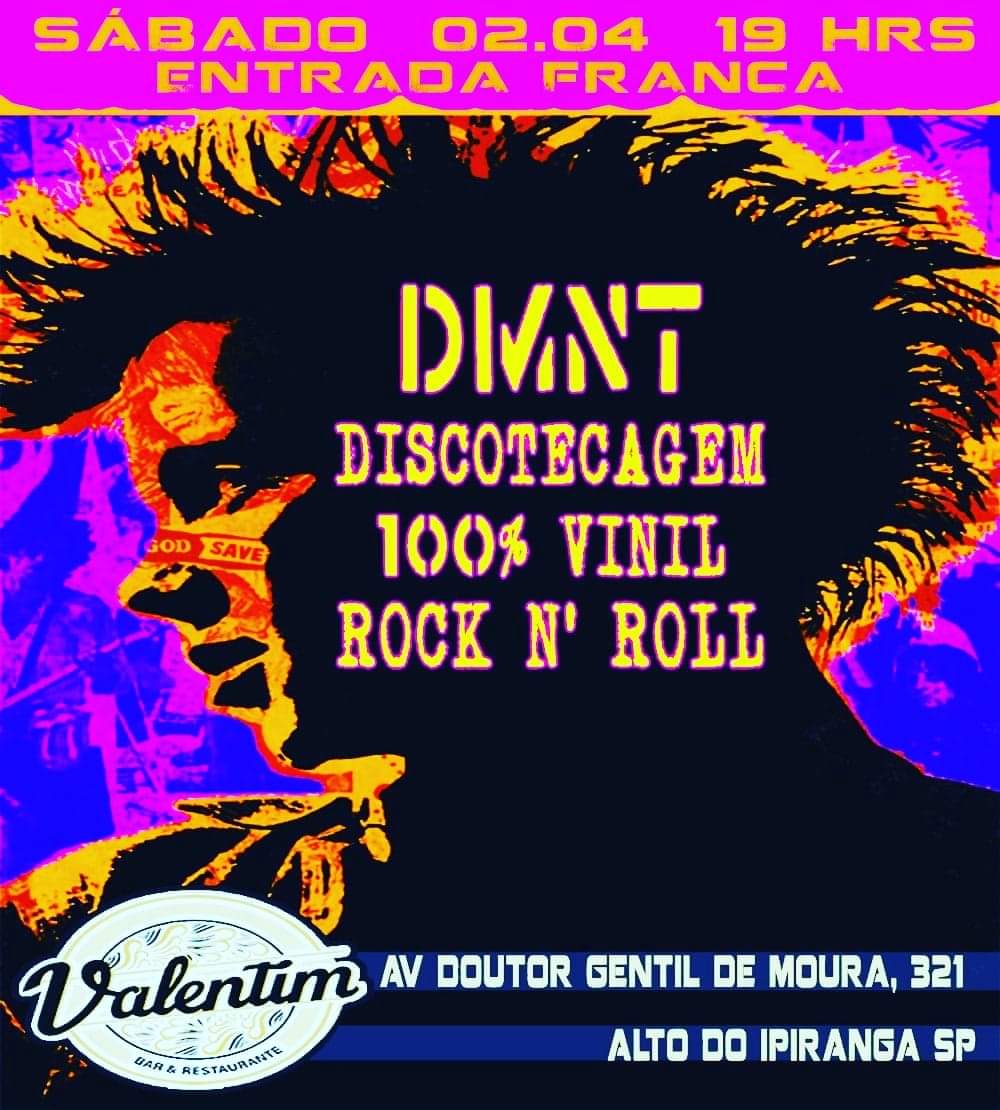 SÁBADO 02.04 19 HRS
ENTRADA FRANCA
DMNT
DISCOTECAGEM
100% VINIL
ROCK N' ROLL
GOD SAVE
Valentim
BAR & RESTAURANTE
AV DOUTOR GENTIL DE MOURA, 321
ALTO DO IPIRANGA SP